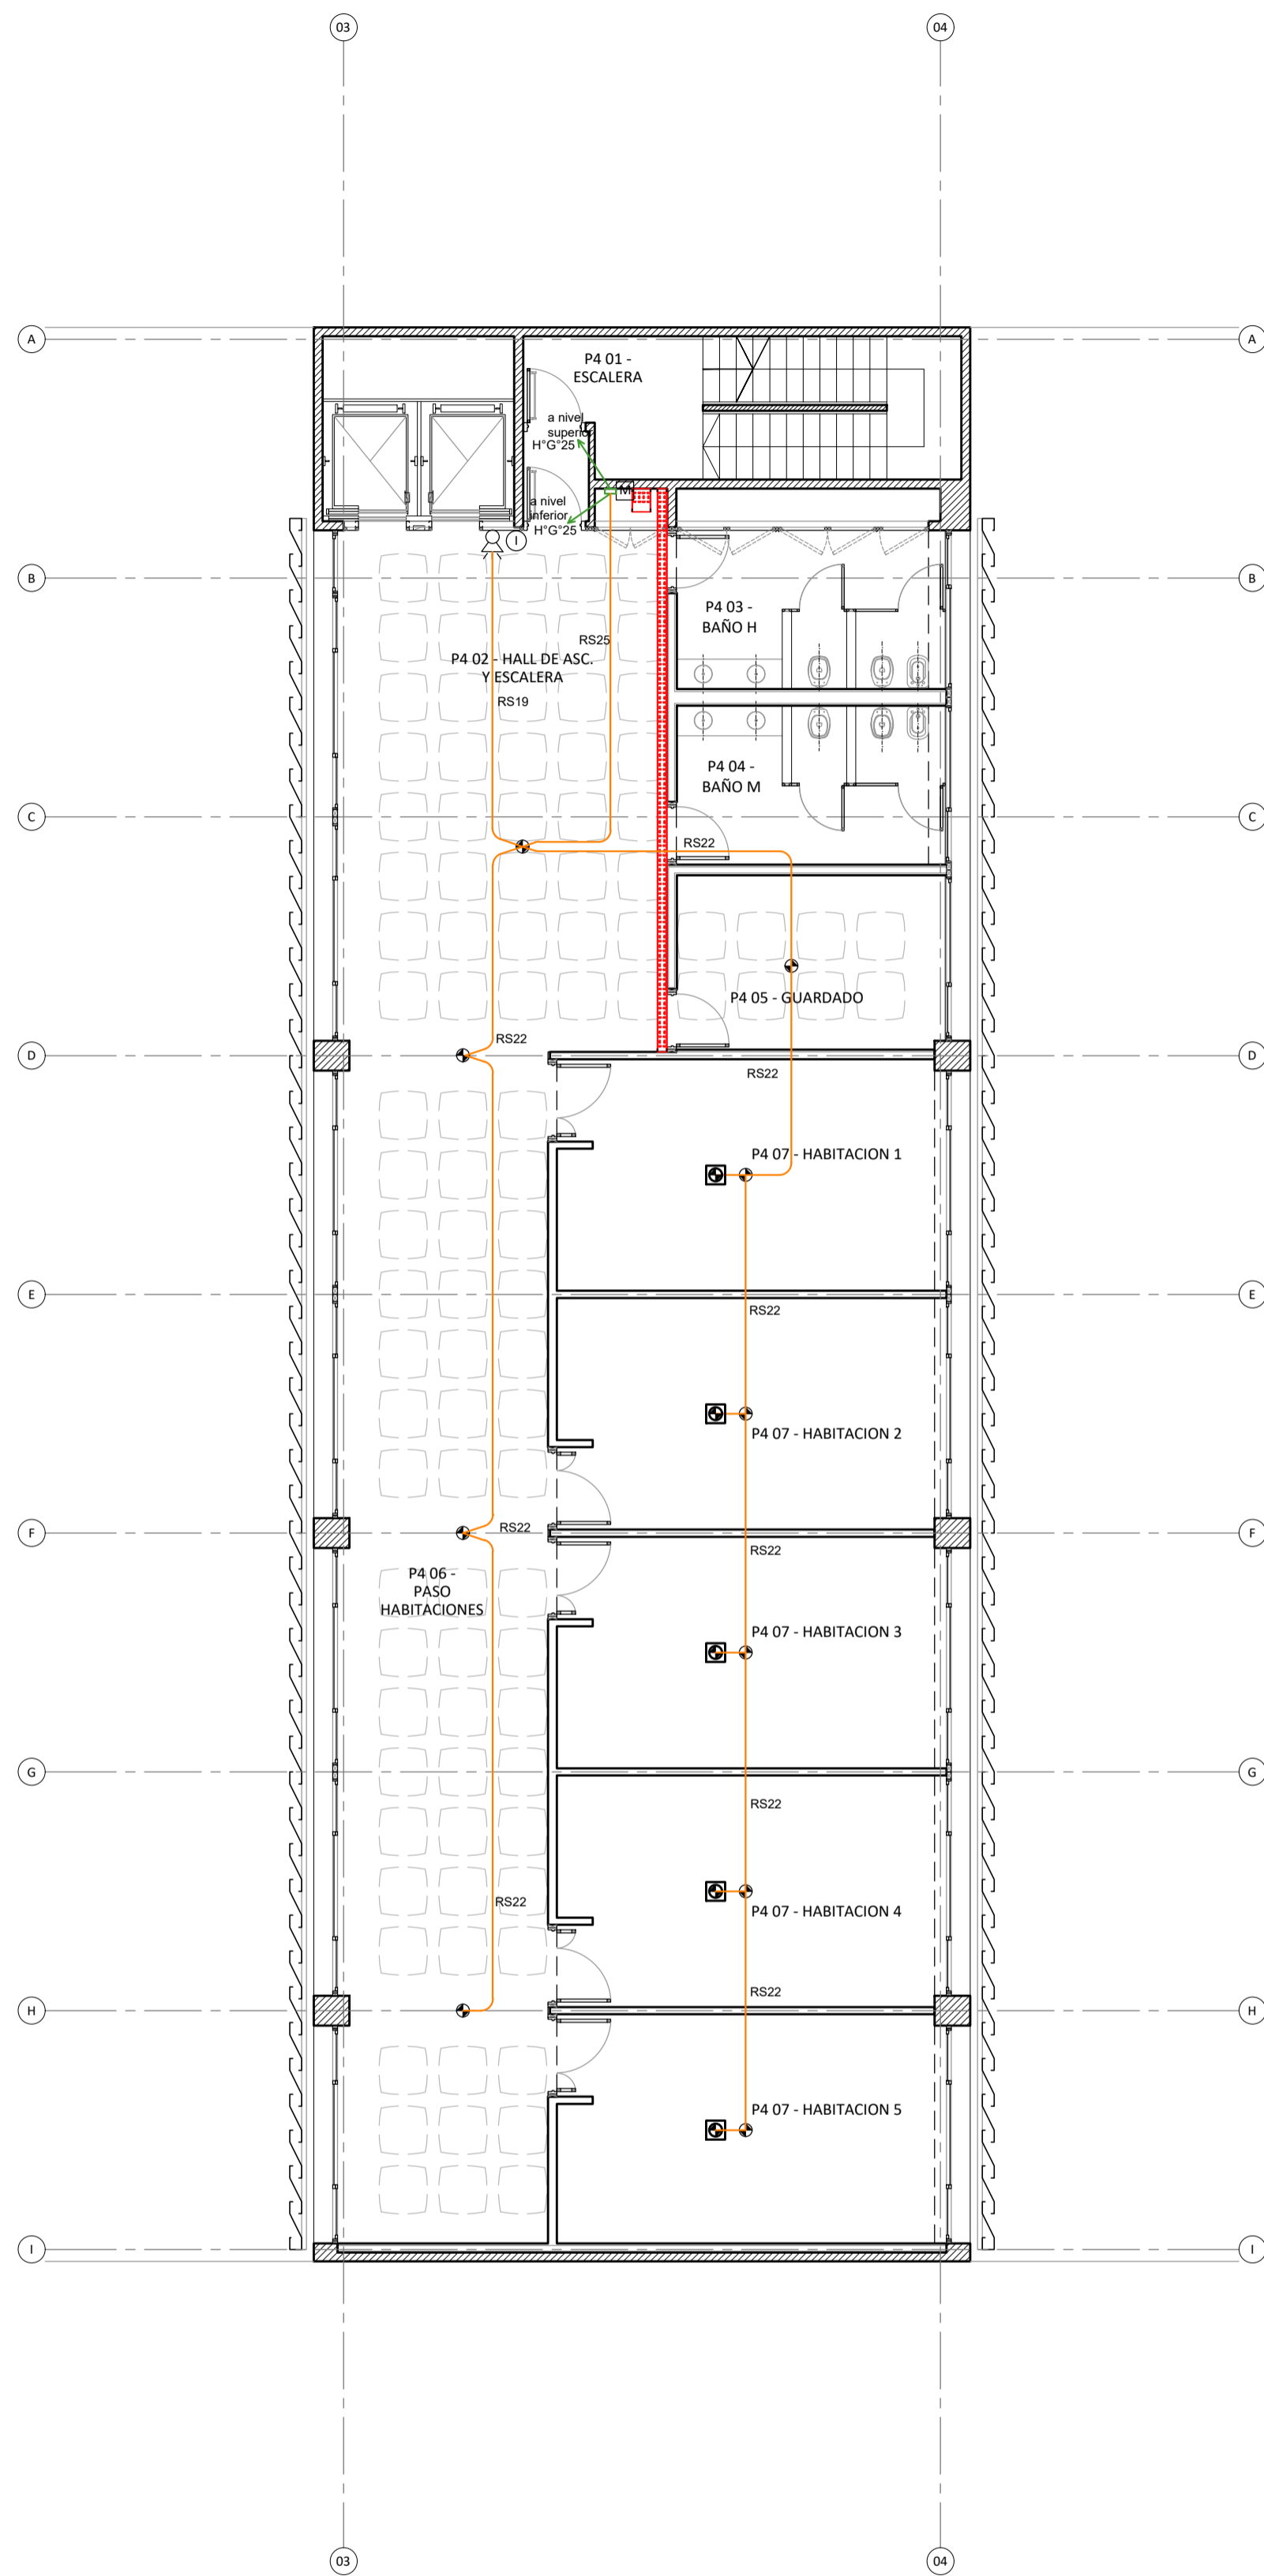 03
04
A
A
P4 01 -
ESCALERA
a nivel
superior
H°G°25
M
a nivel
inferior
H°G°25
I
B
B
P4 03 -
BAÑO H
RS25
P4 02 - HALL DE ASC.
Y ESCALERA
RS19
P4 04 -
BAÑO M
C
C
RS22
P4 05 - GUARDADO
RS22
D
D
RS22
P4 07 - HABITACION 1
E
E
RS22
P4 07 - HABITACION 2
RS22
F
F
RS22
P4 06 -
PASO
HABITACIONES
P4 07 - HABITACION 3
G
G
RS22
RS22
P4 07 - HABITACION 4
RS22
H
H
P4 07 - HABITACION 5
I
I
03
04